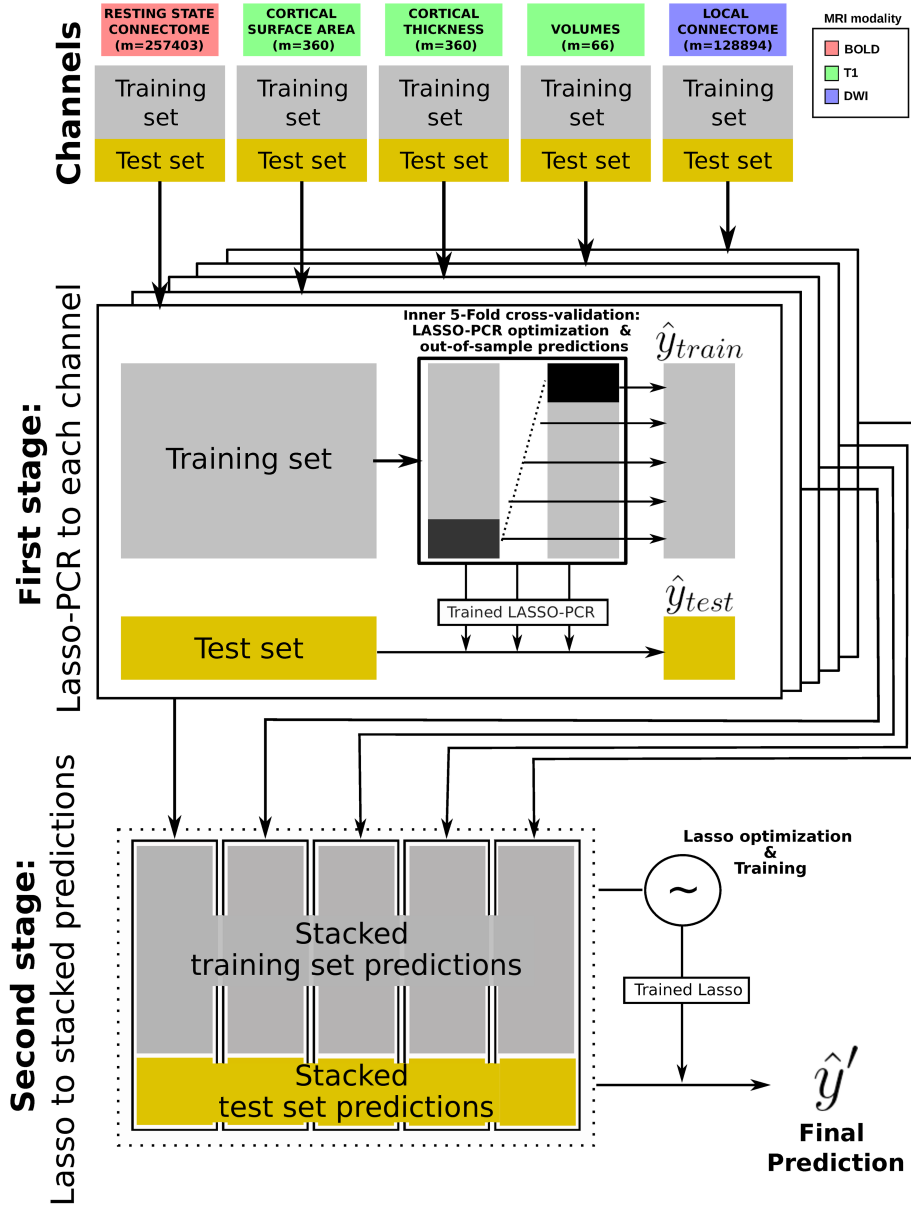 Channels
RESTING STATE
CONNECTOME
(m=257403)
CORTICAL
SURFACE AREA
(m=360)
CORTICAL
THICKNESS
(m=360)
VOLUMES
(m=66)
LOCAL
CONNECTOME
(m=128894)
MRI modality
BOLD
T1
DWI
Training
set
Test set
Training
set
Test set
Training
set
Test set
Training
set
Test set
Training
set
Test set
First stage:
Lasso-PCR to each channel
Inner 5-Fold cross-validation:
LASSO-PCR optimization &
out-of-sample predictions
ŷ_train
Training set
Trained LASSO-PCR
ŷ_test
Test set
Second stage:
Lasso to stacked predictions
Stacked
training set predictions
Stacked
test set predictions
Lasso optimization
&
Training
~
Trained Lasso
ŷ′
Final
Prediction